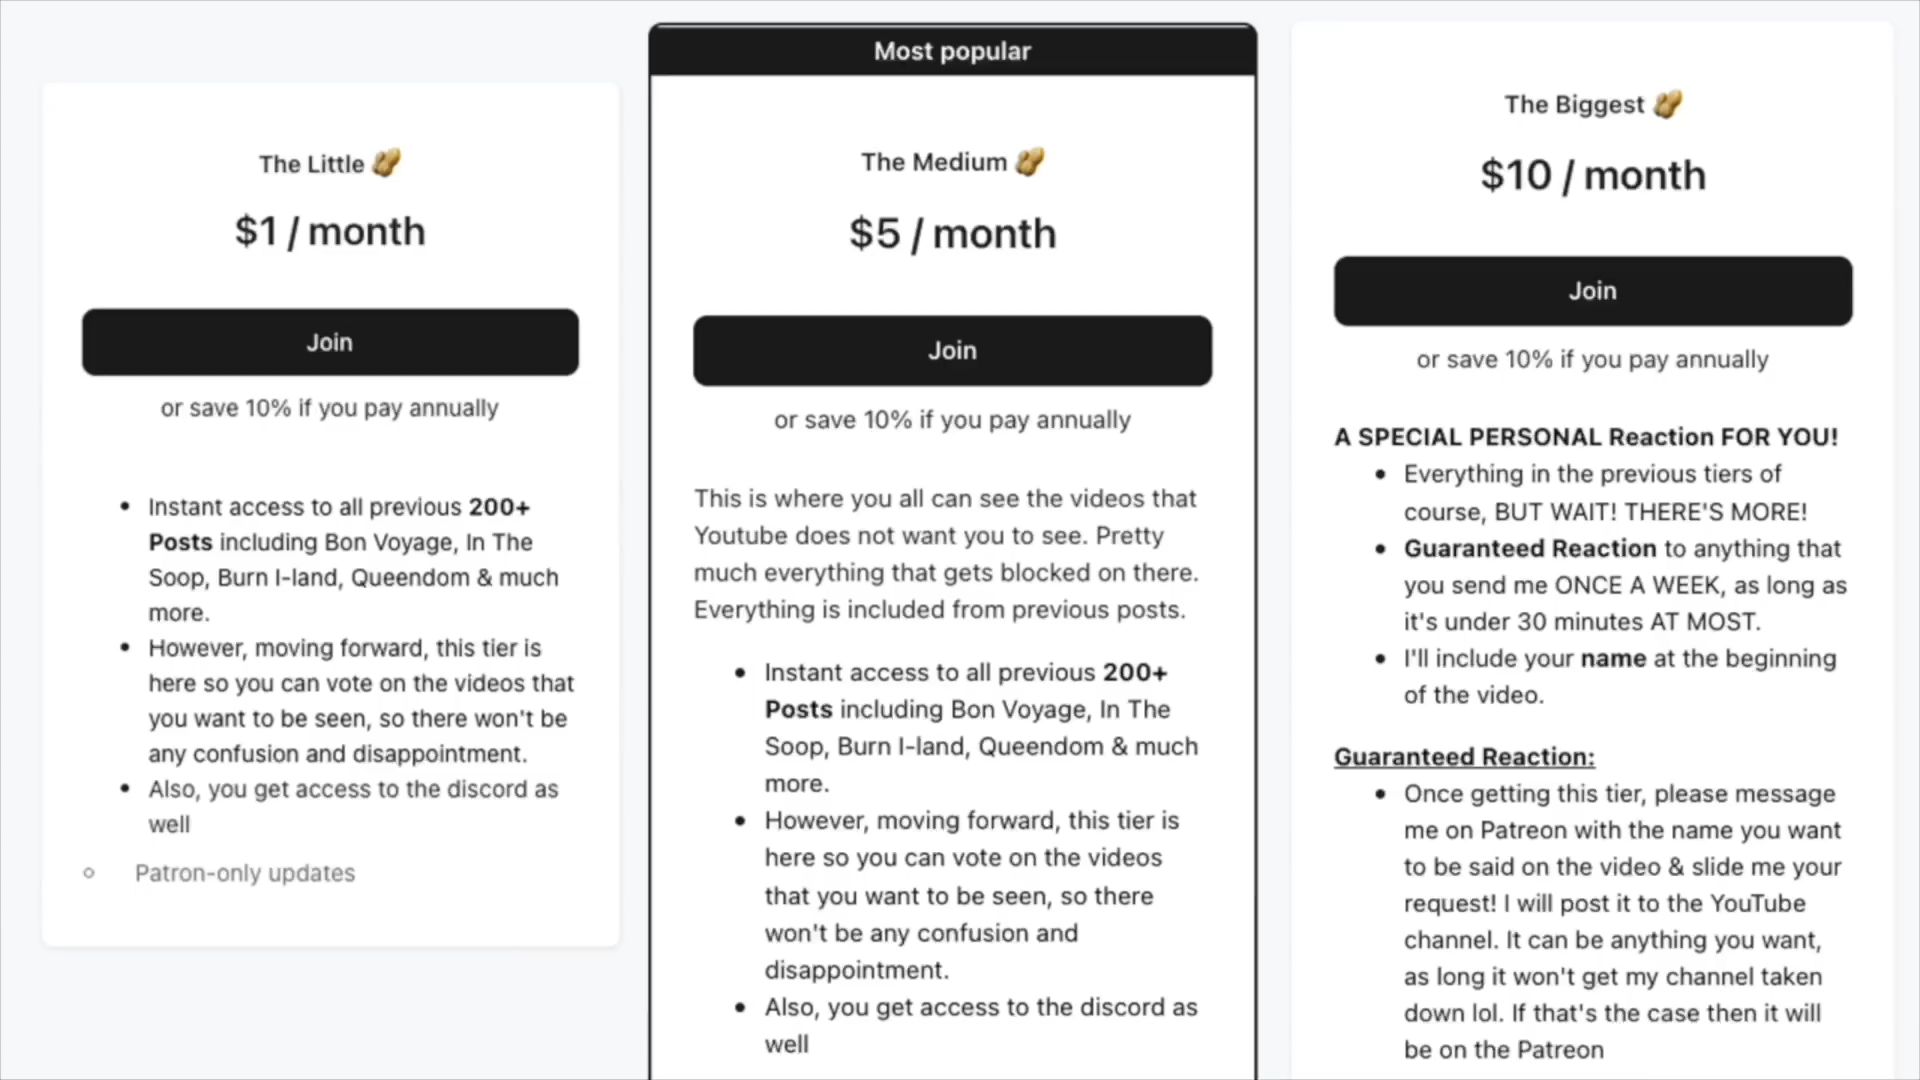 The Little
$1 / month
Join
or save 10% if you pay annually
Instant access to all previous 200+
Posts including Bon Voyage, In The
Soop, Burn I-land, Queendom & much
more.
However, moving forward, this tier is
here so you can vote on the videos that
you want to be seen, so there won't be
any confusion and disappointment.
Also, you get access to the discord as
well
Patron-only updates
Most popular
The Medium
$5 / month
Join
or save 10% if you pay annually
This is where you all can see the videos that
Youtube does not want you to see. Pretty
much everything that gets blocked on there.
Everything is included from previous posts.
Instant access to all previous 200+
Posts including Bon Voyage, In The
Soop, Burn I-land, Queendom & much
more.
However, moving forward, this tier is
here so you can vote on the videos
that you want to be seen, so there
won't be any confusion and
disappointment.
Also, you get access to the discord as
well
The Biggest
$10 / month
Join
or save 10% if you pay annually
A SPECIAL PERSONAL Reaction FOR YOU!
Everything in the previous tiers of
course, BUT WAIT! THERE'S MORE!
Guaranteed Reaction to anything that
you send me ONCE A WEEK, as long as
it's under 30 minutes AT MOST.
I'll include your name at the beginning
of the video.
Guaranteed Reaction:
Once getting this tier, please message
me on Patreon with the name you want
to be said on the video & slide me your
request! I will post it to the YouTube
channel. It can be anything you want,
as long it won't get my channel taken
down lol. If that's the case then it will
be on the Patreon